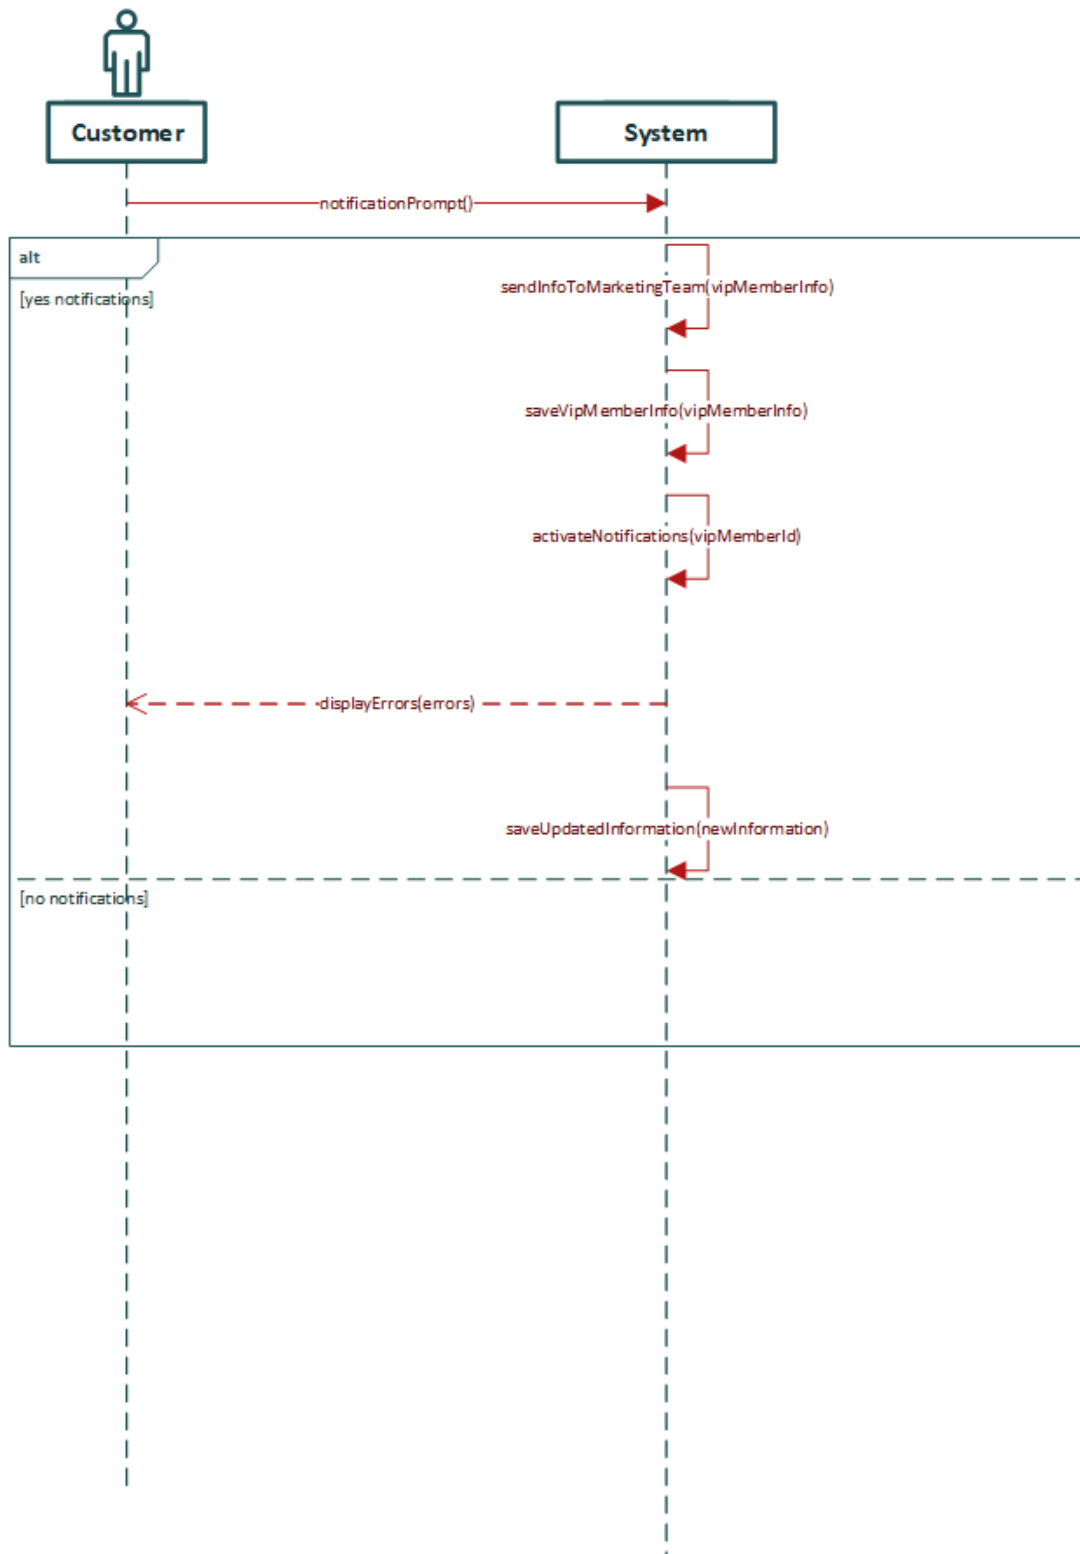 Customer
System
notificationPrompt()
alt
sendInfoToMarketingTeam(vipMemberInfo)
[yes notifications]
saveVipMemberInfo(vipMemberInfo)
activateNotifications(vipMemberId)
displayErrors(errors)
saveUpdatedInformation(newInformation)
[no notifications]